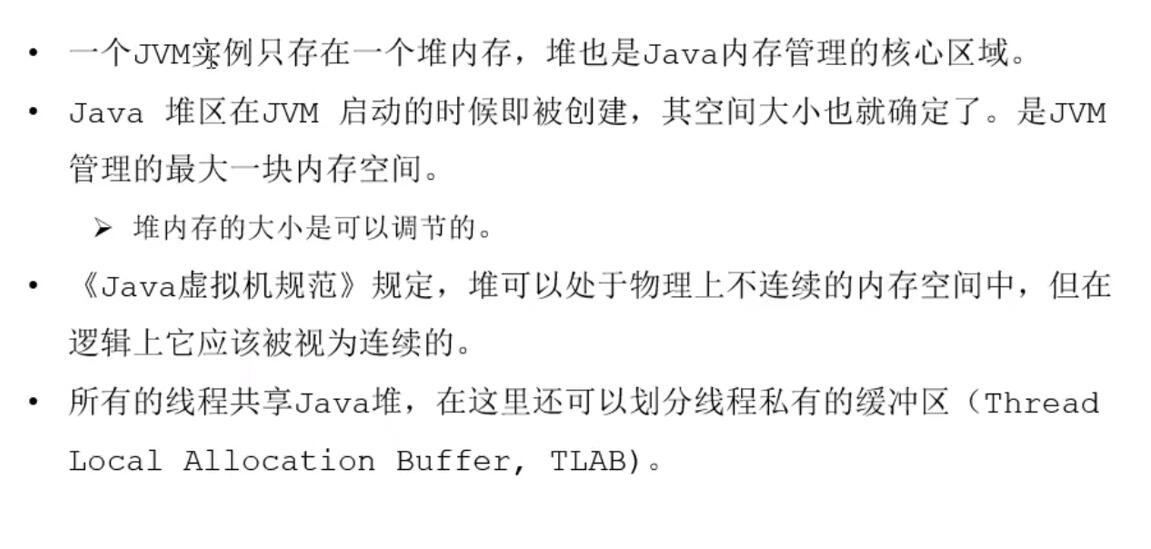 • 一个JVM实例只存在一个堆内存，堆也是Java内存管理的核心区域。
• Java 堆区在JVM 启动的时候即被创建，其空间大小也就确定了。是JVM
管理的最大一块内存空间。
➢ 堆内存的大小是可以调节的。
• 《Java虚拟机规范》规定，堆可以处于物理上不连续的内存空间中，但在
逻辑上它应该被视为连续的。
• 所有的线程共享Java堆，在这里还可以划分线程私有的缓冲区（Thread
Local Allocation Buffer, TLAB)。